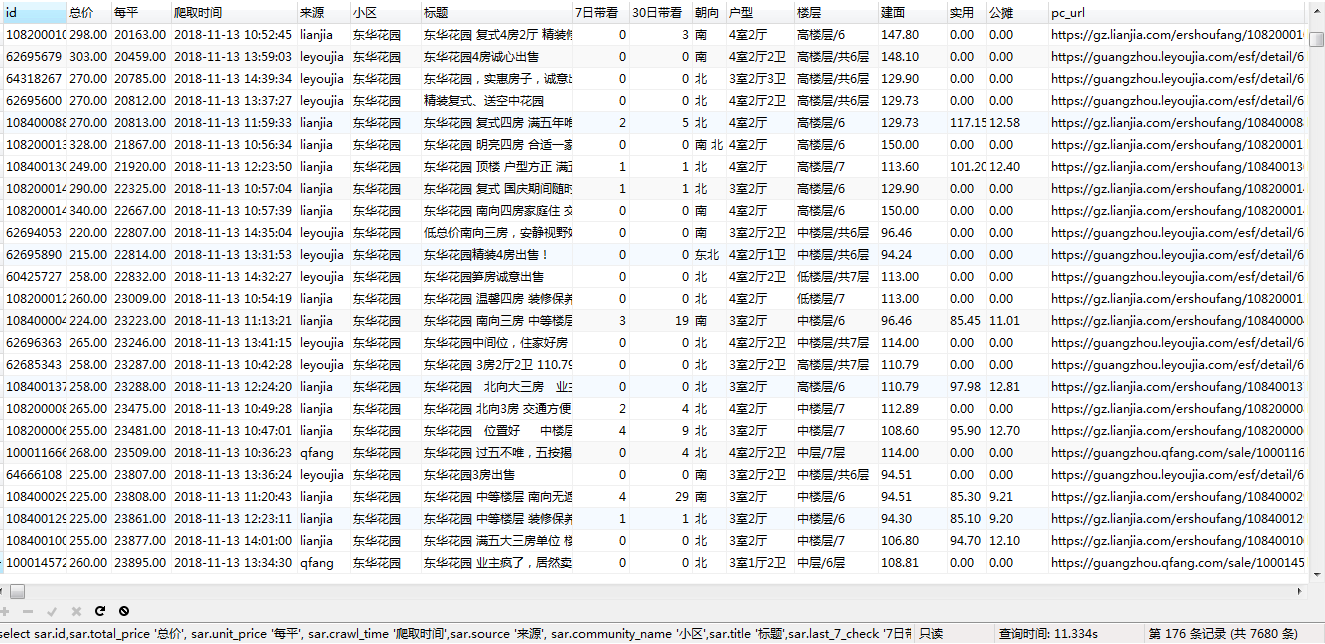 id 总价 每平 爬取时间 来源 小区 标题 7日带看 30日带看 朝向 户型 楼层 建面 实用 公摊 pc_url
108200010 298.00 20163.00 2018-11-13 10:52:45 lianjia 东华花园 东华花园 复式4房2厅 精装修 0 3 南 4室2厅 高楼层/6 147.80 0.00 0.00 https://gz.lianjia.com/ershoufang/10820001
62695679 303.00 20459.00 2018-11-13 13:59:03 leyoujia 东华花园 东华花园4房诚心出售 0 0 南 4室2厅2卫 高楼层/共6层 148.10 0.00 0.00 https://guangzhou.leyoujia.com/esf/detail/6
64318267 270.00 20785.00 2018-11-13 14:39:34 leyoujia 东华花园 东华花园，实惠房子，诚意出 0 0 北 3室2厅3卫 高楼层/共6层 129.90 0.00 0.00 https://guangzhou.leyoujia.com/esf/detail/6
62695600 270.00 20812.00 2018-11-13 13:37:27 leyoujia 东华花园 精装复式、送空中花园 0 0 北 4室2厅2卫 高楼层/共6层 129.73 0.00 0.00 https://guangzhou.leyoujia.com/esf/detail/6
108400088 270.00 20813.00 2018-11-13 11:59:33 lianjia 东华花园 东华花园 复式四房 满五年唯 2 5 北 4室2厅 高楼层/6 129.73 117.15 12.58 https://gz.lianjia.com/ershoufang/10840008
108200013 328.00 21867.00 2018-11-13 10:56:34 lianjia 东华花园 东华花园 明亮四房 合适一家 0 0 南 北 4室2厅 高楼层/6 150.00 0.00 0.00 https://gz.lianjia.com/ershoufang/10820001
108400130 249.00 21920.00 2018-11-13 12:23:50 lianjia 东华花园 东华花园 顶楼 户型方正 满五 1 1 北 4室2厅 高楼层/7 113.60 101.20 12.40 https://gz.lianjia.com/ershoufang/10840013
108200014 290.00 22325.00 2018-11-13 10:57:04 lianjia 东华花园 东华花园 复式 国庆期间随时 1 1 北 3室2厅 高楼层/6 129.90 0.00 0.00 https://gz.lianjia.com/ershoufang/10820001
108200014 340.00 22667.00 2018-11-13 10:57:39 lianjia 东华花园 东华花园 南向四房家庭住 交 0 0 南 4室2厅 高楼层/6 150.00 0.00 0.00 https://gz.lianjia.com/ershoufang/10820001
62694053 220.00 22807.00 2018-11-13 14:35:04 leyoujia 东华花园 低总价南向三房，安静视野好 0 0 南 3室2厅2卫 中楼层/共6层 96.46 0.00 0.00 https://guangzhou.leyoujia.com/esf/detail/6
62695890 215.00 22814.00 2018-11-13 13:31:53 leyoujia 东华花园 东华花园精装4房出售！ 0 0 东北 4室2厅1卫 中楼层/共6层 94.24 0.00 0.00 https://guangzhou.leyoujia.com/esf/detail/6
60425727 258.00 22832.00 2018-11-13 14:32:27 leyoujia 东华花园 东华花园笋房诚意出售 0 0 北 4室2厅2卫 低楼层/共7层 113.00 0.00 0.00 https://guangzhou.leyoujia.com/esf/detail/6
108200012 260.00 23009.00 2018-11-13 10:54:19 lianjia 东华花园 东华花园 温馨四房 装修保养 0 0 北 4室2厅 低楼层/7 113.00 0.00 0.00 https://gz.lianjia.com/ershoufang/10820001
108400004 224.00 23223.00 2018-11-13 11:13:21 lianjia 东华花园 东华花园 南向三房 中等楼层 3 19 南 3室2厅 中楼层/6 96.46 85.45 11.01 https://gz.lianjia.com/ershoufang/10840000
62696363 265.00 23246.00 2018-11-13 13:41:15 leyoujia 东华花园 东华花园中间位，住家好房 0 0 北 4室2厅2卫 中楼层/共7层 114.00 0.00 0.00 https://guangzhou.leyoujia.com/esf/detail/6
62685343 258.00 23287.00 2018-11-13 10:42:28 leyoujia 东华花园 东华花园 3房2厅2卫 110.79 0 0 北 3室2厅2卫 高楼层/共7层 110.79 0.00 0.00 https://guangzhou.leyoujia.com/esf/detail/6
108400137 258.00 23288.00 2018-11-13 12:24:20 lianjia 东华花园 东华花园 北向大三房 业主 0 0 北 3室2厅 高楼层/6 110.79 97.98 12.81 https://gz.lianjia.com/ershoufang/10840013
108200008 265.00 23475.00 2018-11-13 10:49:28 lianjia 东华花园 东华花园 北向3房 交通方便 2 4 北 4室2厅 中楼层/7 112.89 0.00 0.00 https://gz.lianjia.com/ershoufang/10820000
108200006 255.00 23481.00 2018-11-13 10:47:01 lianjia 东华花园 东华花园 位置好 中楼层 4 9 北 3室2厅 中楼层/7 108.60 95.90 12.70 https://gz.lianjia.com/ershoufang/10820000
100011666 268.00 23509.00 2018-11-13 10:36:23 qfang 东华花园 东华花园 过五不唯，五按揭 0 4 北 4室2厅2卫 中层/7层 114.00 0.00 0.00 https://guangzhou.qfang.com/sale/1000116
64666108 225.00 23807.00 2018-11-13 13:36:24 leyoujia 东华花园 东华花园3房出售 0 0 南 3室2厅2卫 中楼层/共6层 94.51 0.00 0.00 https://guangzhou.leyoujia.com/esf/detail/6
108400029 225.00 23808.00 2018-11-13 11:20:43 lianjia 东华花园 东华花园 中等楼层 南向无遮 4 29 南 3室2厅 中楼层/6 94.51 85.30 9.21 https://gz.lianjia.com/ershoufang/10840002
108400129 225.00 23861.00 2018-11-13 12:23:11 lianjia 东华花园 东华花园 中等楼层 装修保养 1 1 北 3室2厅 中楼层/6 94.30 85.10 9.20 https://gz.lianjia.com/ershoufang/10840012
108400100 255.00 23877.00 2018-11-13 14:01:00 lianjia 东华花园 东华花园 满五大三房单位 楼 0 0 北 3室2厅 中楼层/7 106.80 94.70 12.10 https://gz.lianjia.com/ershoufang/10840010
100014572 260.00 23895.00 2018-11-13 13:34:30 qfang 东华花园 东华花园 业主疯了，居然卖 0 0 北 3室1厅2卫 中层/6层 108.81 0.00 0.00 https://guangzhou.qfang.com/sale/1000145
select sar.id,sar.total_price '总价', sar.unit_price '每平', sar.crawl_time '爬取时间',sar.source '来源', sar.community_name '小区',sar.title '标题',sar.last_7_check '7日带 只读 查询时间: 11.334s 第 176 条记录 (共 7680 条)